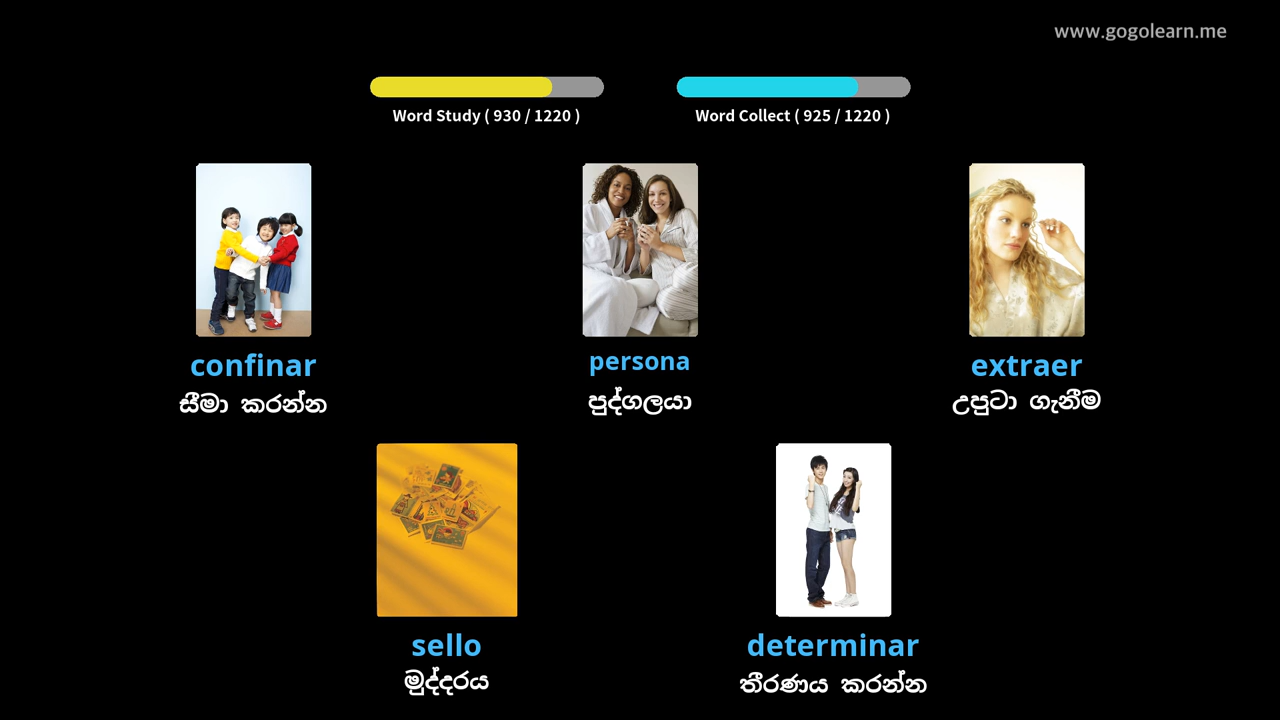 www.gogolearn.me
Word Study ( 930 / 1220 )
Word Collect ( 925 / 1220 )
confinar
සීමා කරන්න
persona
පුද්ගලයා
extraer
උපුටා ගැනීම
sello
මුද්දරය
determinar
තීරණය කරන්න